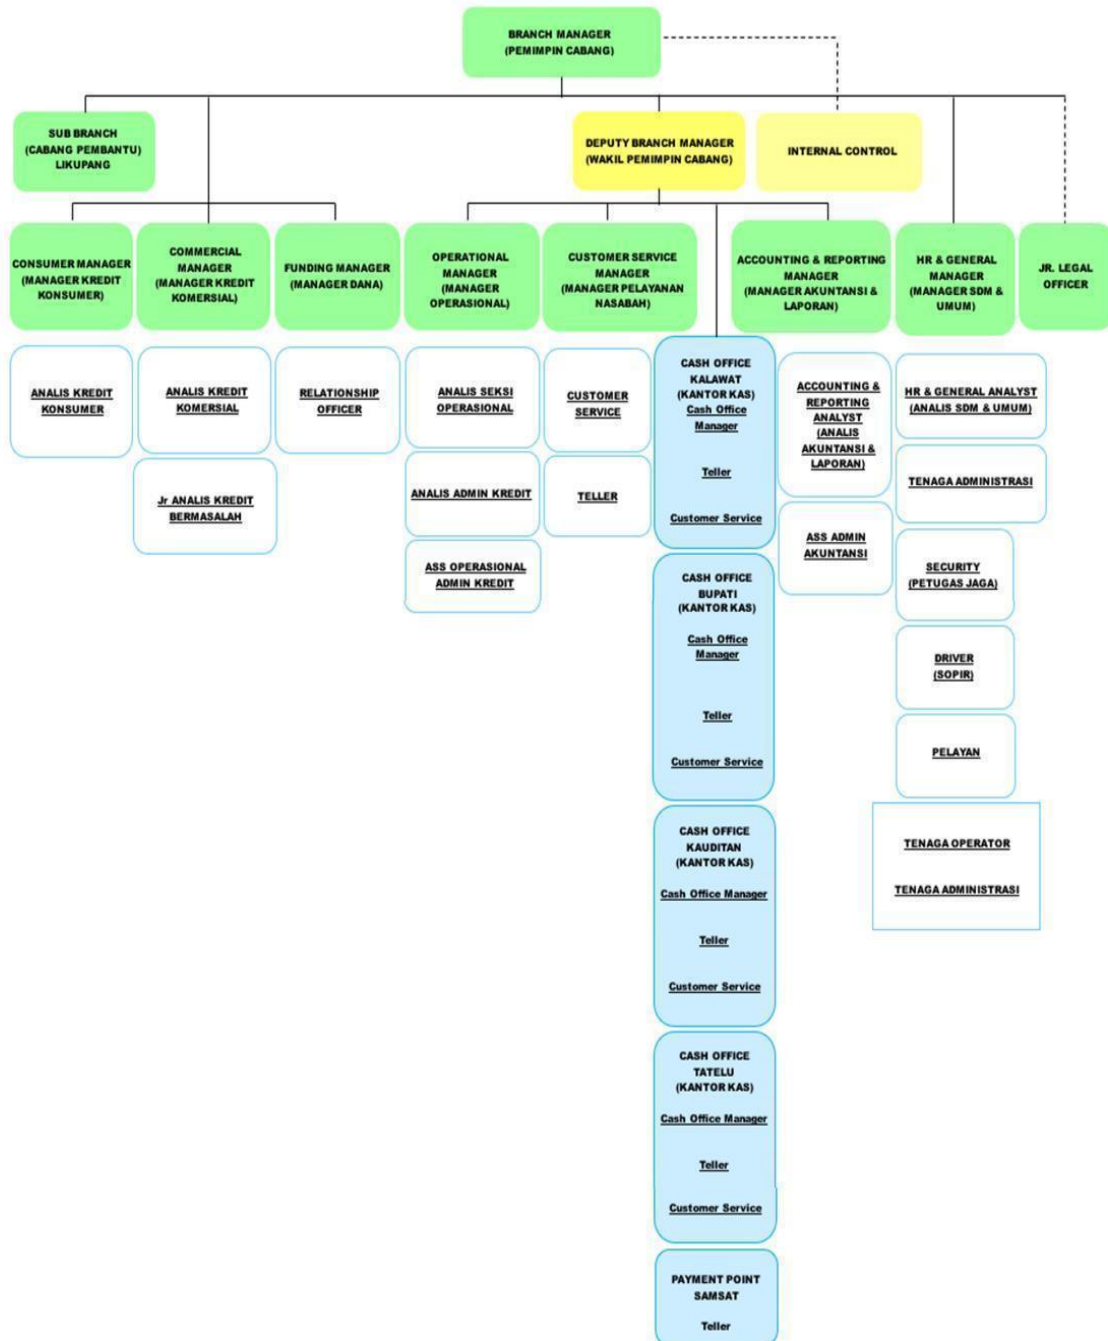 BRANCH MANAGER
(PEMIMPIN CABANG)
SUB BRANCH
(CABANG PEMBANTU)
LIKUPANG
DEPUTY BRANCH MANAGER
(WAKIL PEMIMPIN CABANG)
INTERNAL CONTROL
CONSUMER MANAGER
(MANAGER KREDIT
KONSUMER)
COMMERCIAL
MANAGER
(MANAGER KREDIT
KOMERSIAL)
FUNDING MANAGER
(MANAGER DANA)
OPERATIONAL
MANAGER
(MANAGER
OPERASIONAL)
CUSTOMER SERVICE
MANAGER
(MANAGER PELAYANAN
NASABAH)
ACCOUNTING & REPORTING
MANAGER
(MANAGER AKUNTANSI &
LAPORAN)
HR & GENERAL
MANAGER
(MANAGER SDM &
UMUM)
JR. LEGAL
OFFICER
ANALIS KREDIT
KONSUMER
ANALIS KREDIT
KOMERSIAL
Jr ANALIS KREDIT
BERMASALAH
RELATIONSHIP
OFFICER
ANALIS SEKSI
OPERASIONAL
ANALIS ADMIN KREDIT
ASS OPERASIONAL
ADMIN KREDIT
CUSTOMER
SERVICE
TELLER
CASH OFFICE
KALAWAT
(KANTOR KAS)
Cash Office
Manager
Teller
Customer Service
CASH OFFICE
BUPATI
(KANTOR KAS)
Cash Office
Manager
Teller
Customer Service
CASH OFFICE
KAUDITAN
(KANTOR KAS)
Cash Office Manager
Teller
Customer Service
CASH OFFICE
TATELU
(KANTOR KAS)
Cash Office Manager
Teller
Customer Service
PAYMENT POINT
SAMSAT
Teller
ACCOUNTING &
REPORTING
ANALYST
(ANALIS
AKUNTANSI &
LAPORAN)
ASS ADMIN
AKUNTANSI
HR & GENERAL ANALYST
(ANALIS SDM & UMUM)
TENAGA ADMINISTRASI
SECURITY
(PETUGAS JAGA)
DRIVER
(SOPIR)
PELAYAN
TENAGA OPERATOR
TENAGA ADMINISTRASI